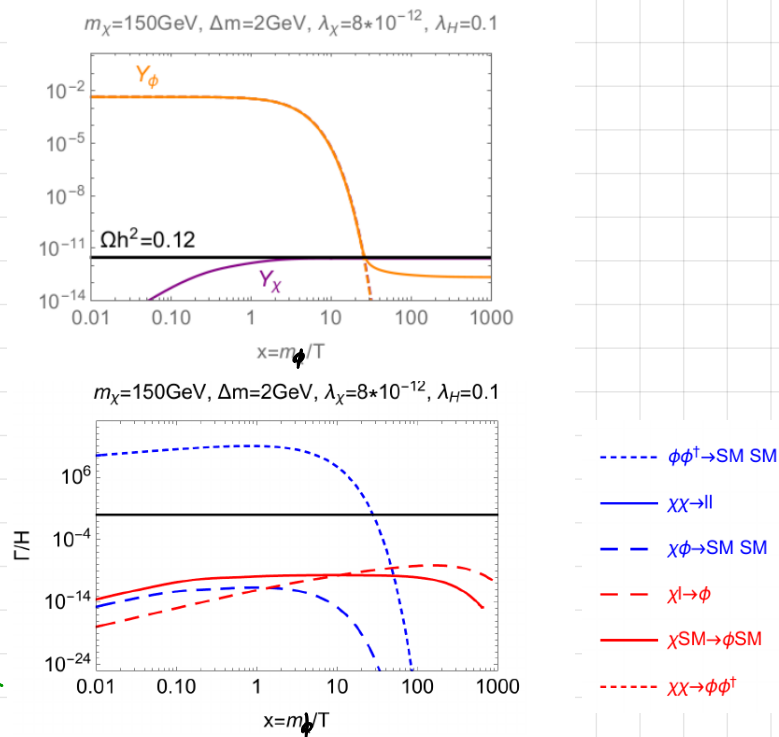 mχ=150GeV, Δm=2GeV, λχ=8*10⁻¹², λH=0.1
Yϕ
10⁻²
10⁻⁵
10⁻⁸
10⁻¹¹
10⁻¹⁴
Ωh²=0.12
Yχ
0.01 0.10 1 10 100 1000
x=mϕ/T
mχ=150GeV, Δm=2GeV, λχ=8*10⁻¹², λH=0.1
Γ/H
10⁶
10⁻⁴
10⁻¹⁴
10⁻²⁴
0.01 0.10 1 10 100 1000
x=mϕ/T
ϕϕ†→SM SM
χχ→ll
χϕ→SM SM
χl→ϕ
χSM→ϕSM
χχ→ϕϕ†